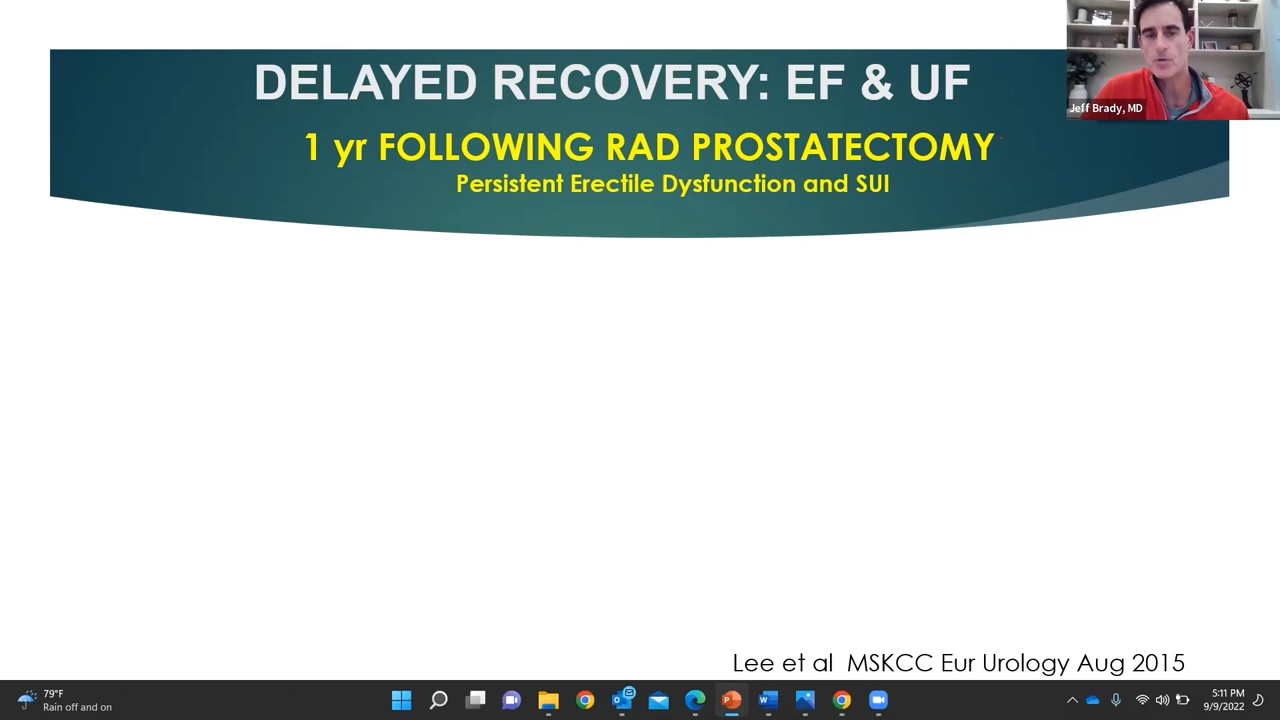 DELAYED RECOVERY: EF & UF
1 yr FOLLOWING RAD PROSTATECTOMY
Persistent Erectile Dysfunction and SUI
Jeff Brady, MD
Lee et al MSKCC Eur Urology Aug 2015
79°F
Rain off and on
5:11 PM
9/9/2022